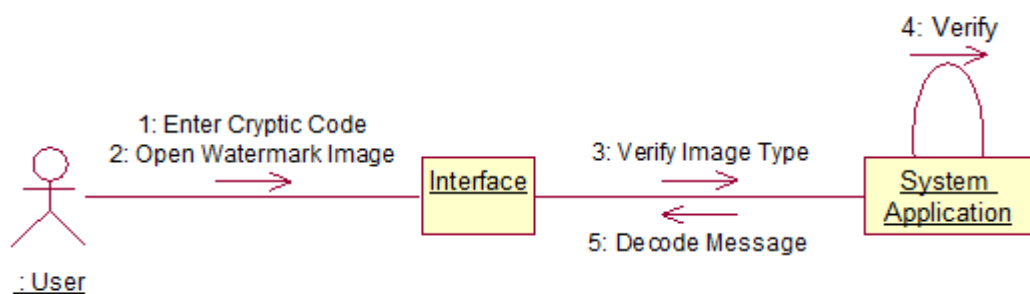 4: Verify
1: Enter Cryptic Code
2: Open Watermark Image
3: Verify Image Type
Interface
System
Application
5: Decode Message
: User